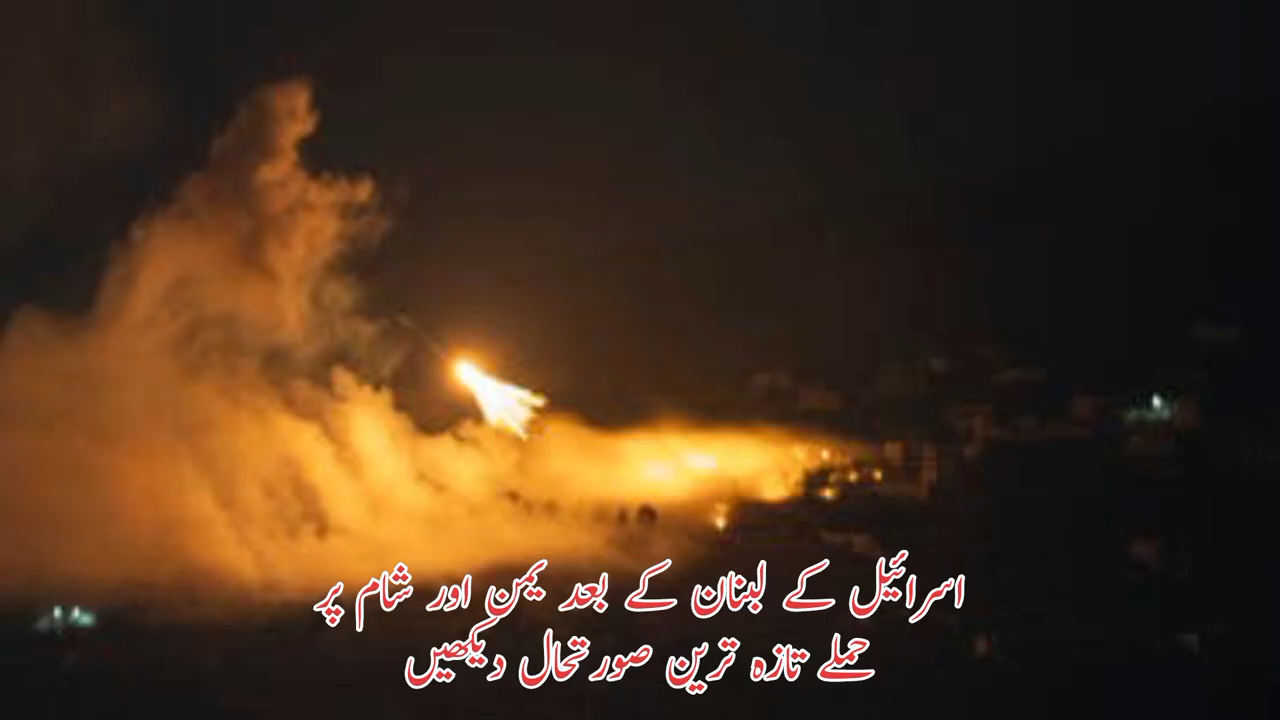 اسرائیل کے لبنان کے بعد یمن اور شام پر
حملے تازہ ترین صورتحال دیکھیں